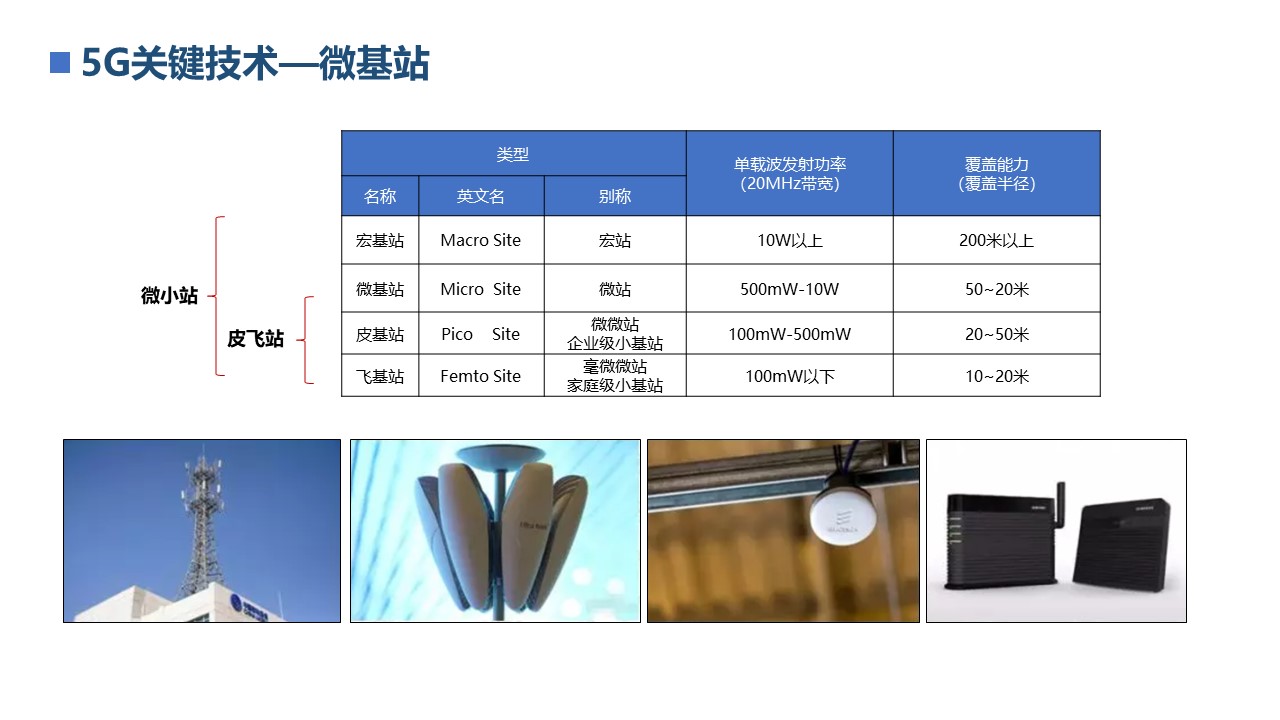 5G关键技术—微基站
类型
单载波发射功率
（20MHz带宽）
覆盖能力
（覆盖半径）
名称
英文名
别称
宏基站
Macro Site
宏站
10W以上
200米以上
微基站
Micro Site
微站
500mW-10W
50~20米
皮基站
Pico Site
微微站
企业级小基站
100mW-500mW
20~50米
飞基站
Femto Site
毫微微站
家庭级小基站
100mW以下
10~20米
微小站
皮飞站